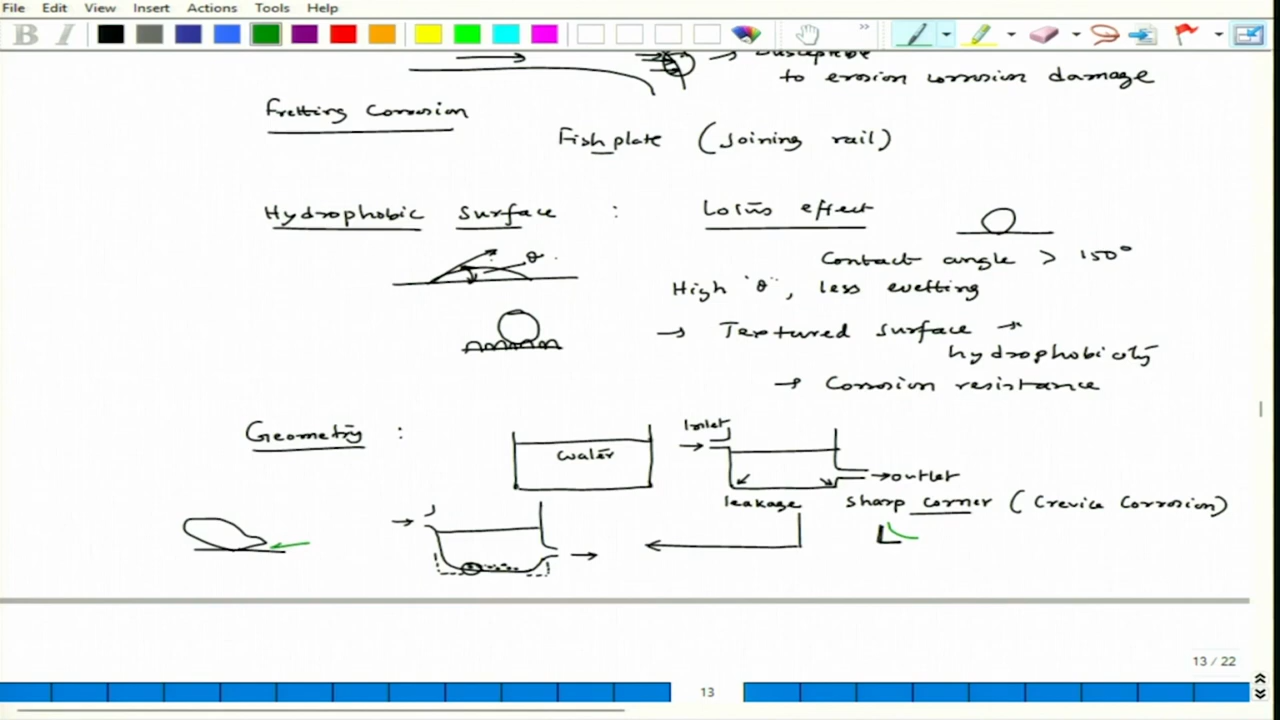 File Edit View Insert Actions Tools Help
B I
→ Susceptible
to erosion corrosion damage
Fretting Corrosion
Fishplate (Joining rail)
Hydrophobic Surface : Lotus effect
θ
Contact angle > 150°
High 'θ', less wetting
→ Textured surface →
hydrophobicity
→ Corrosion resistance
Geometry :
Inlet
water
→ outlet
leakage sharp corner (Crevice Corrosion)
13 / 22
13